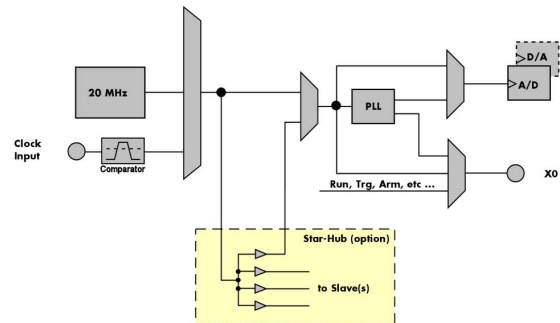 D/A
A/D
20 MHz
PLL
Clock
Input
Comparator
Run, Trg, Arm, etc ...
X0
Star-Hub (option)
to Slave(s)